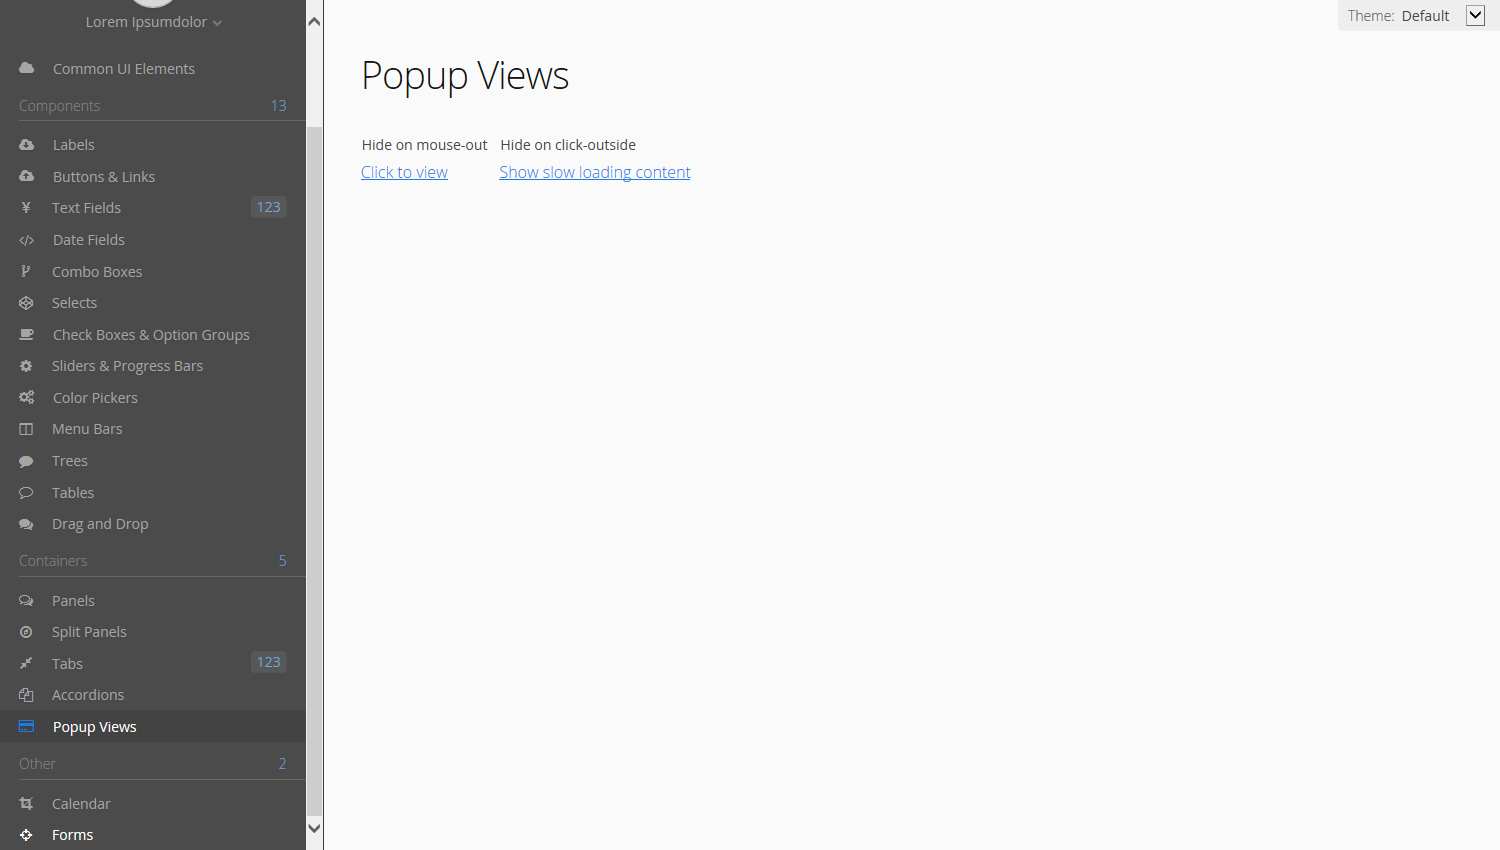 Lorem Ipsumdolor
Common UI Elements
Components 13
Labels
Buttons & Links
Text Fields 123
Date Fields
Combo Boxes
Selects
Check Boxes & Option Groups
Sliders & Progress Bars
Color Pickers
Menu Bars
Trees
Tables
Drag and Drop
Containers 5
Panels
Split Panels
Tabs 123
Accordions
Popup Views
Other 2
Calendar
Forms
Theme: Default
Popup Views
Hide on mouse-out Hide on click-outside
Click to view Show slow loading content